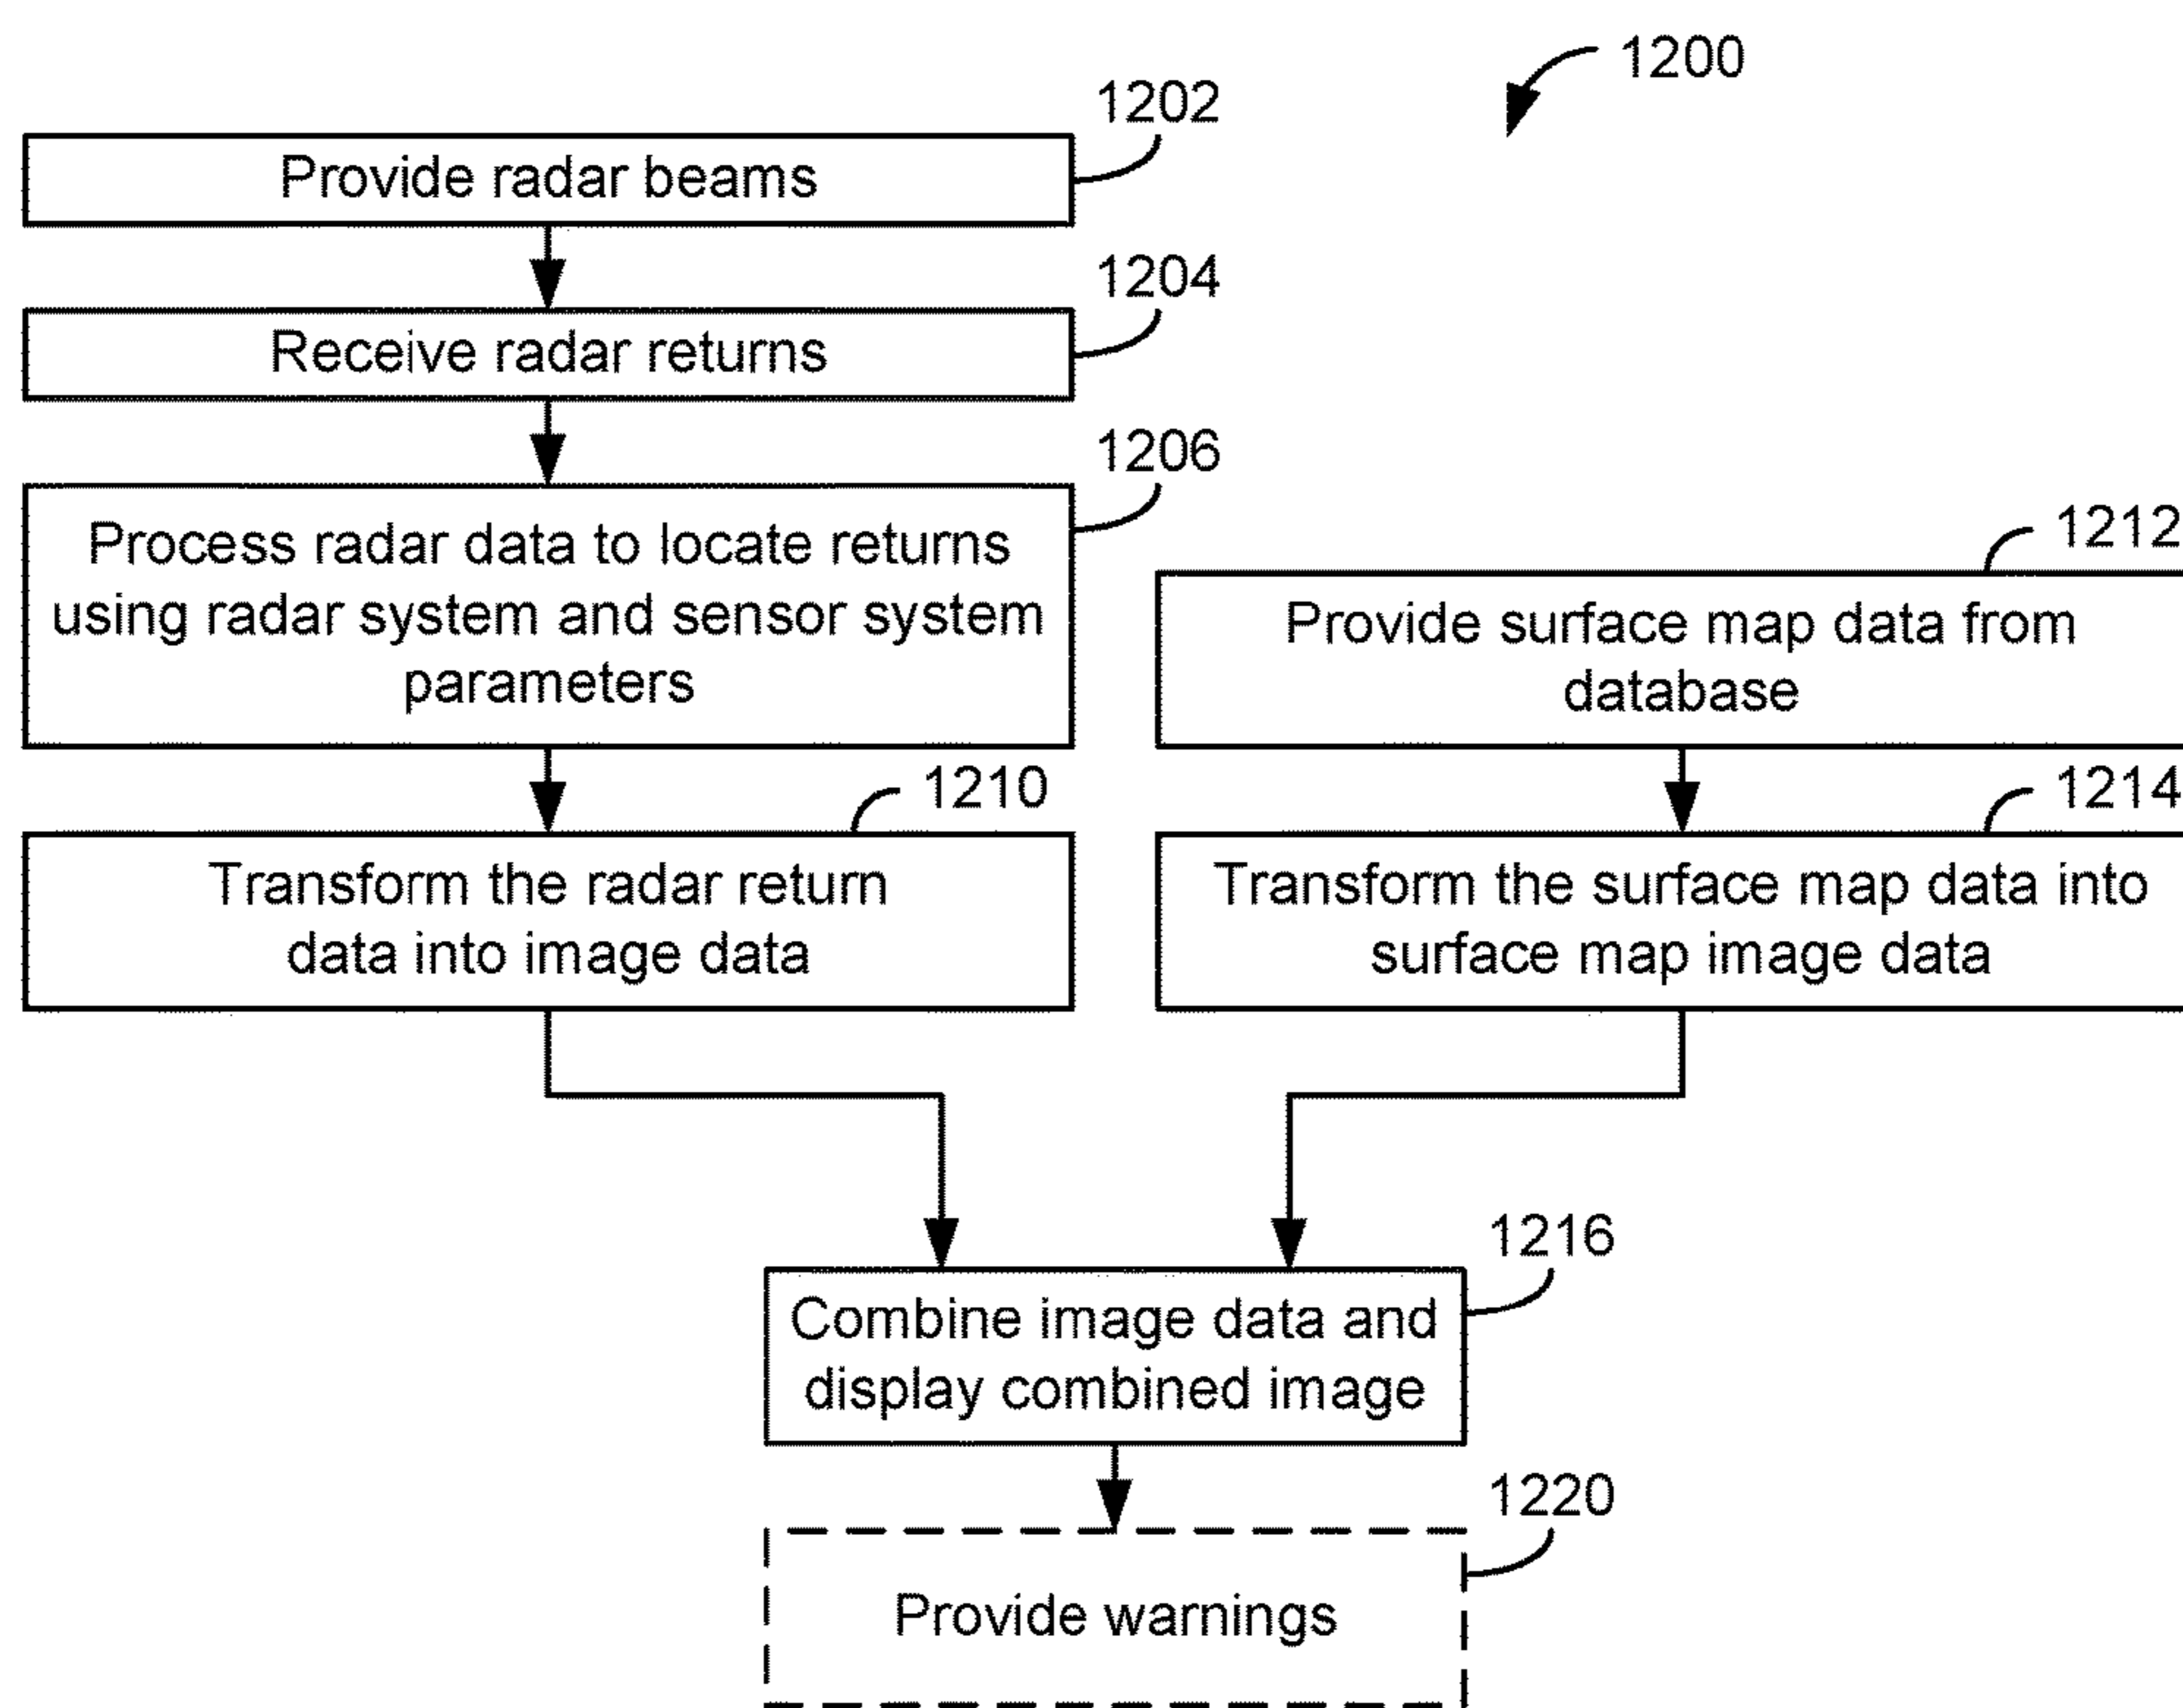 1200
1202
Provide radar beams
1204
Receive radar returns
1206
Process radar data to locate returns
using radar system and sensor system
parameters
1212
Provide surface map data from
database
1210
Transform the radar return
data into image data
1214
Transform the surface map data into
surface map image data
1216
Combine image data and
display combined image
1220
Provide warnings